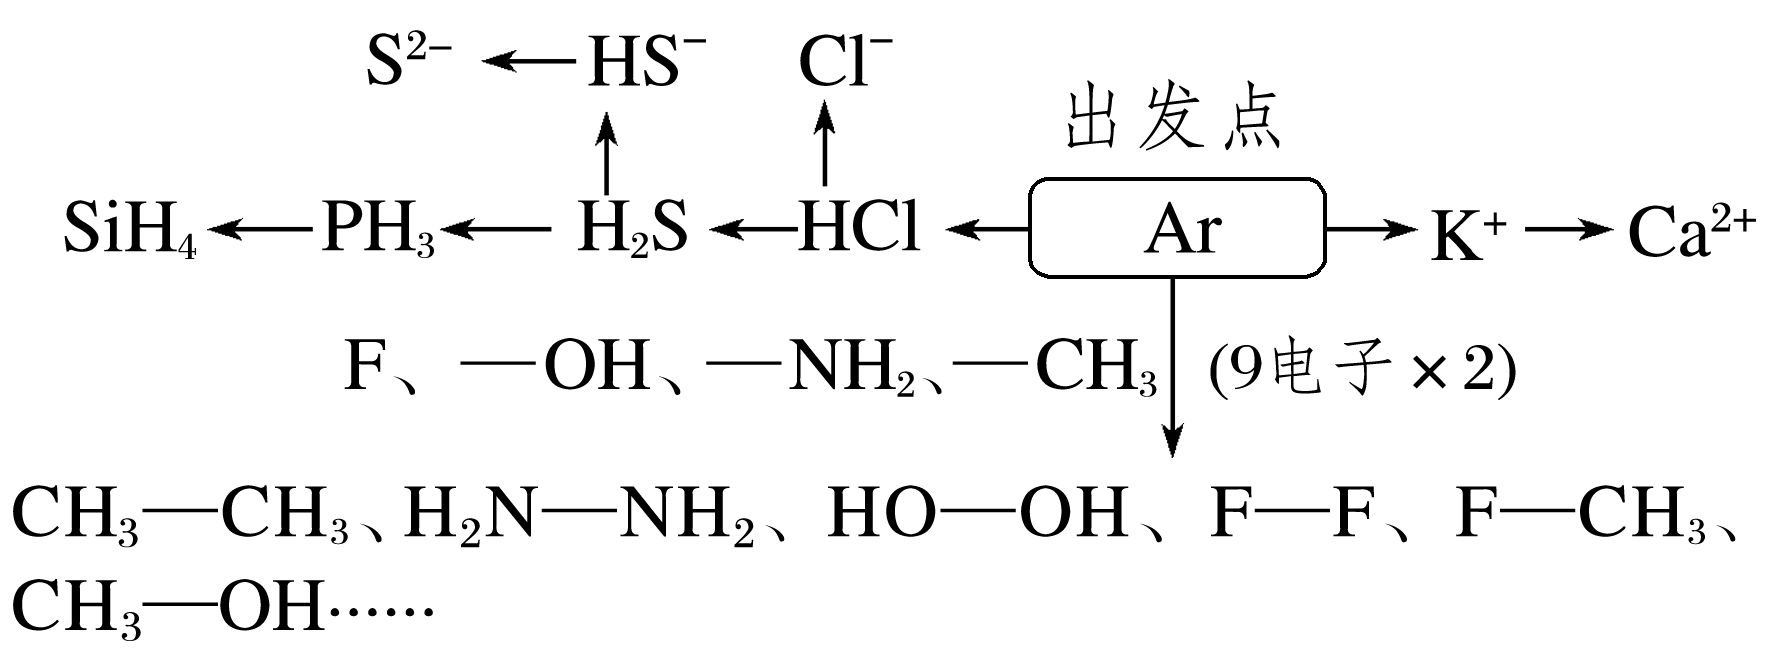 S²⁻ ← HS⁻ Cl⁻
出发点
SiH₄ ← PH₃ ← H₂S ← HCl ← Ar → K⁺ → Ca²⁺
F、—OH、—NH₂、—CH₃ (9电子×2)
CH₃—CH₃、H₂N—NH₂、HO—OH、F—F、F—CH₃、
CH₃—OH……